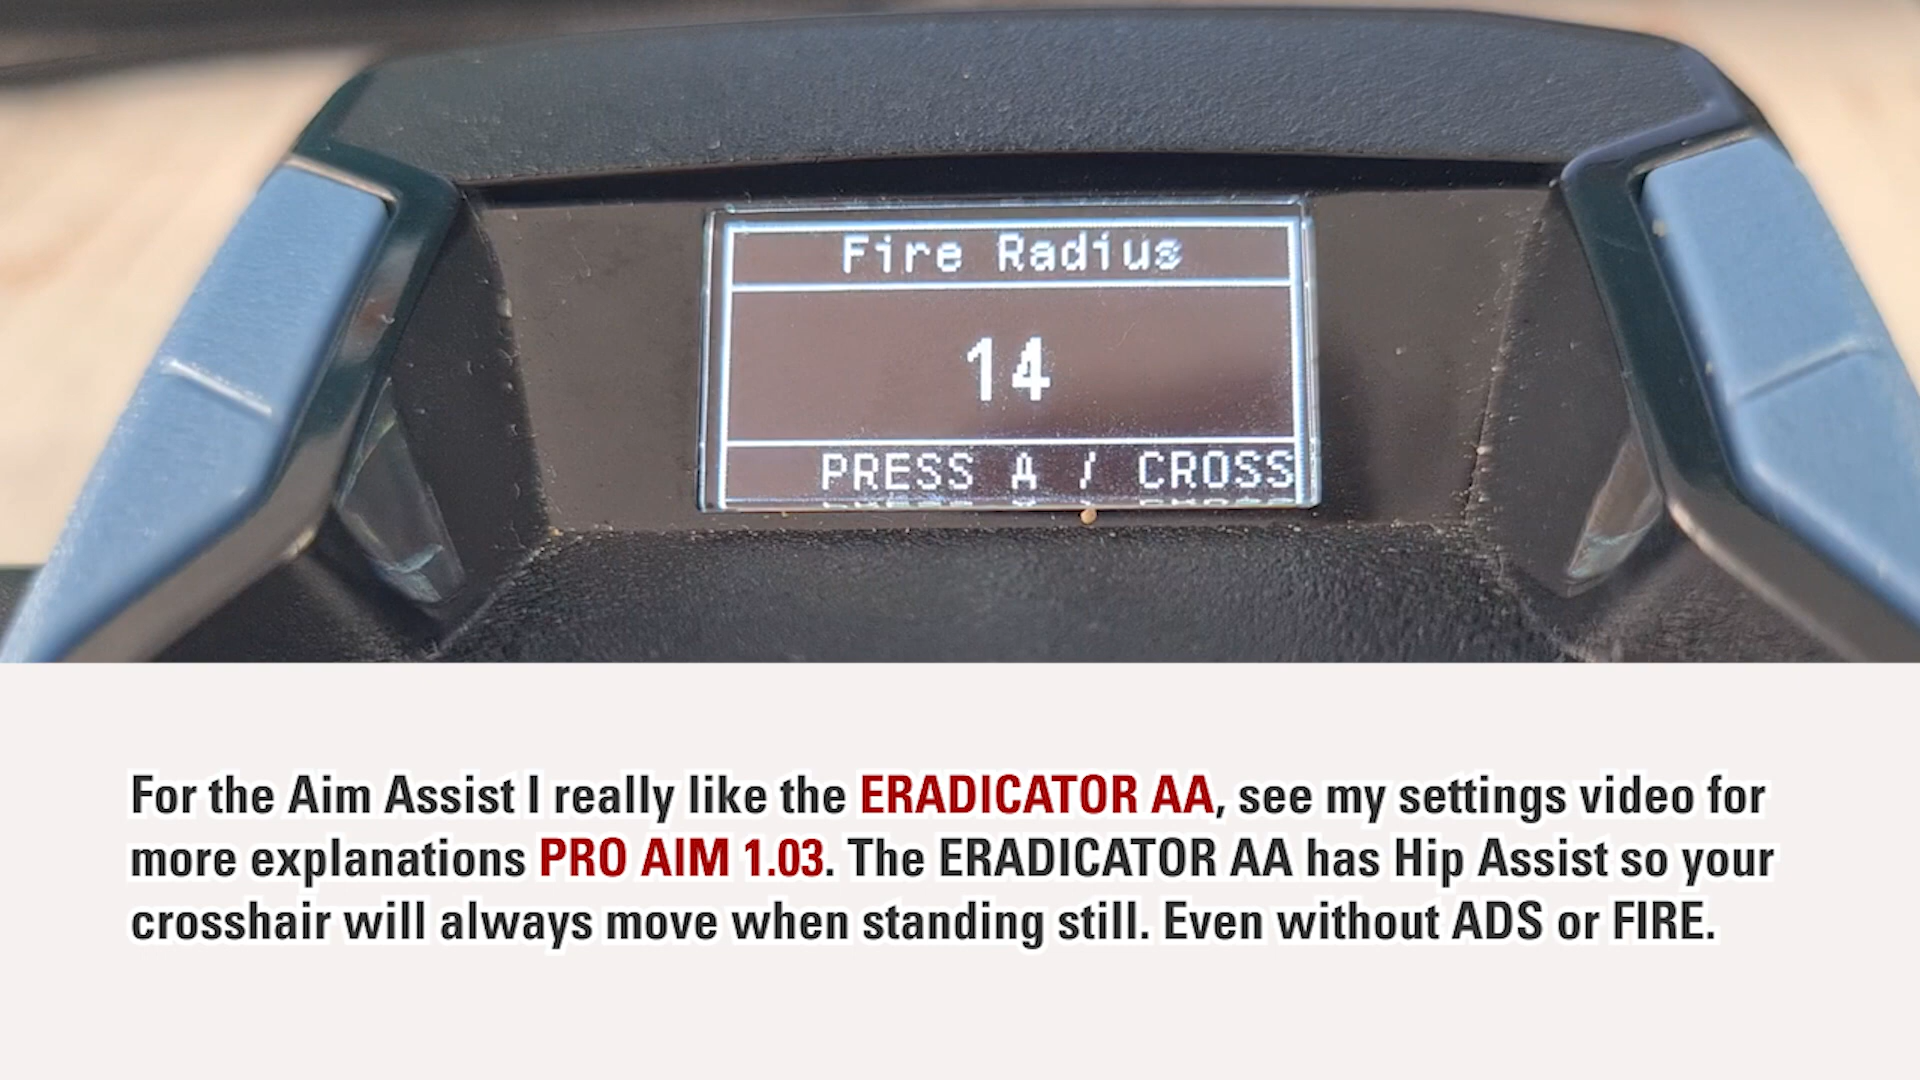 Fire Radius
14
PRESS A / CROSS
For the Aim Assist I really like the ERADICATOR AA, see my settings video for
more explanations PRO AIM 1.03. The ERADICATOR AA has Hip Assist so your
crosshair will always move when standing still. Even without ADS or FIRE.